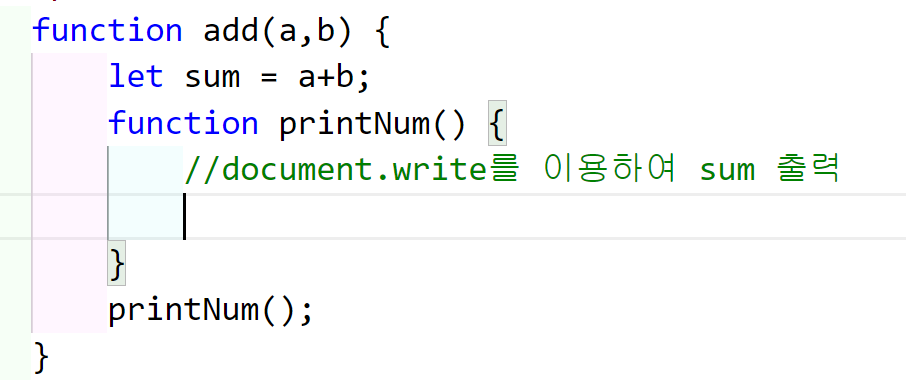 function add(a,b) {
let sum = a+b;
function printNum() {
//document.write를 이용하여 sum 출력
}
printNum();
}